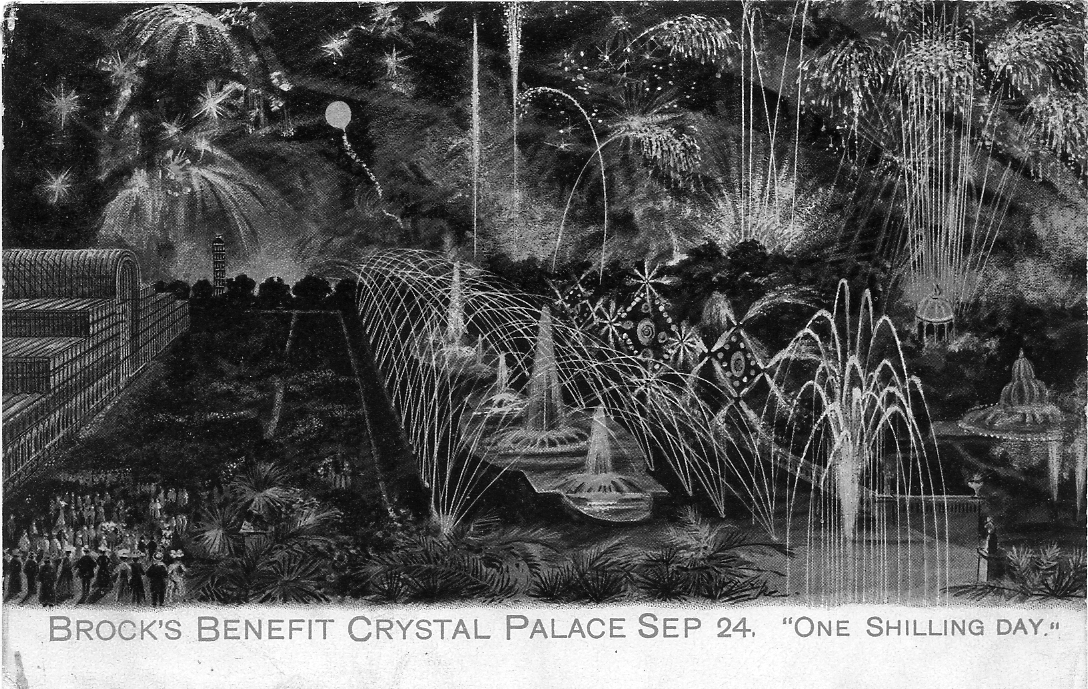 BROCK'S BENEFIT CRYSTAL PALACE SEP 24. "ONE SHILLING DAY."